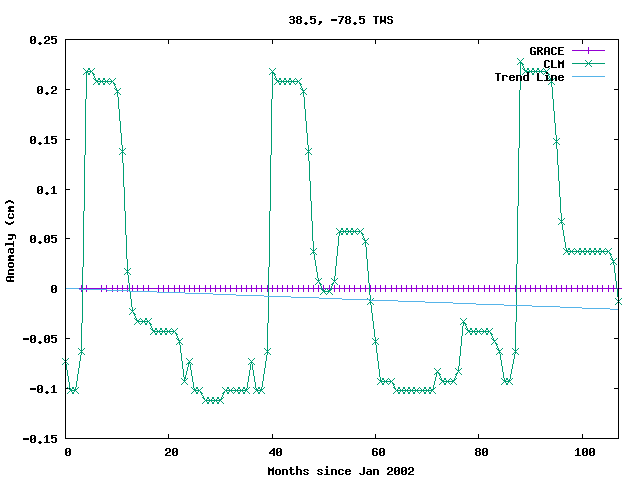 38.5, -78.5 TWS
GRACE
CLM
Trend Line
0.25
0.2
0.15
0.1
0.05
0
-0.05
-0.1
-0.15
Anomaly (cm)
0 20 40 60 80 100
Months since Jan 2002